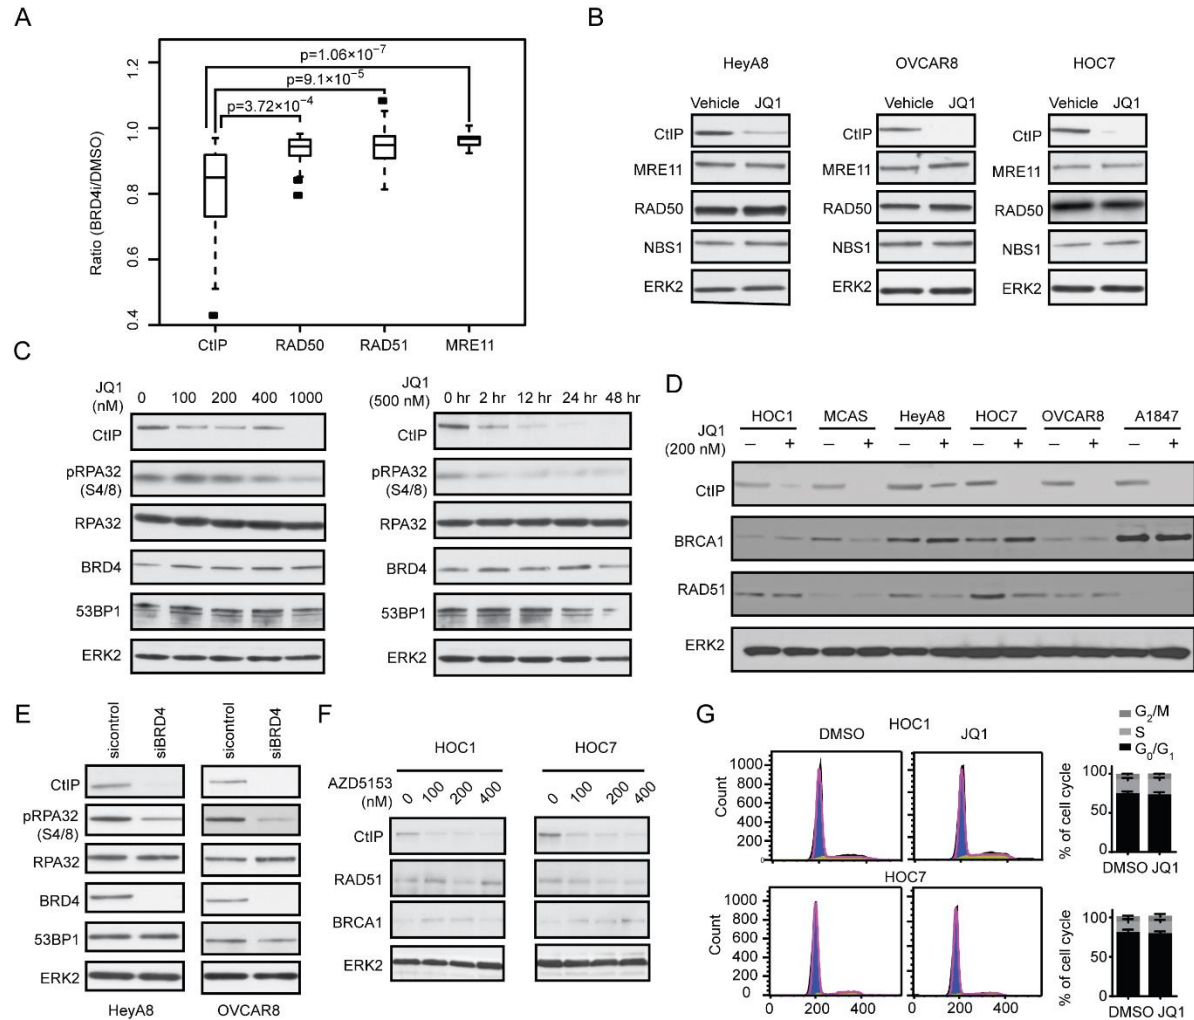 A
p=1.06×10⁻⁷
p=9.1×10⁻⁵
p=3.72×10⁻⁴
Ratio (BRD4i/DMSO)
1.2
1.0
0.8
0.6
0.4
CtIP RAD50 RAD51 MRE11
B
HeyA8 OVCAR8 HOC7
Vehicle JQ1 Vehicle JQ1 Vehicle JQ1
CtIP CtIP CtIP
MRE11 MRE11 MRE11
RAD50 RAD50 RAD50
NBS1 NBS1 NBS1
ERK2 ERK2 ERK2
C
JQ1 (nM) 0 100 200 400 1000
CtIP
pRPA32 (S4/8)
RPA32
BRD4
53BP1
ERK2
JQ1 (500 nM) 0 hr 2 hr 12 hr 24 hr 48 hr
CtIP
pRPA32 (S4/8)
RPA32
BRD4
53BP1
ERK2
D
HOC1 MCAS HeyA8 HOC7 OVCAR8 A1847
JQ1 (200 nM) – + – + – + – + – + – +
CtIP
BRCA1
RAD51
ERK2
E
sicontrol siBRD4 sicontrol siBRD4
CtIP
pRPA32 (S4/8)
RPA32
BRD4
53BP1
ERK2
HeyA8 OVCAR8
F
HOC1 HOC7
AZD5153 (nM) 0 100 200 400 0 100 200 400
CtIP
RAD51
BRCA1
ERK2
G
HOC1
DMSO JQ1
Count
1000
800
600
400
200
0
HOC7
Count
1000
800
600
400
200
0
200 400 200 400
G₂/M
S
G₀/G₁
% of cell cycle
100
50
0
DMSO JQ1
% of cell cycle
100
50
0
DMSO JQ1